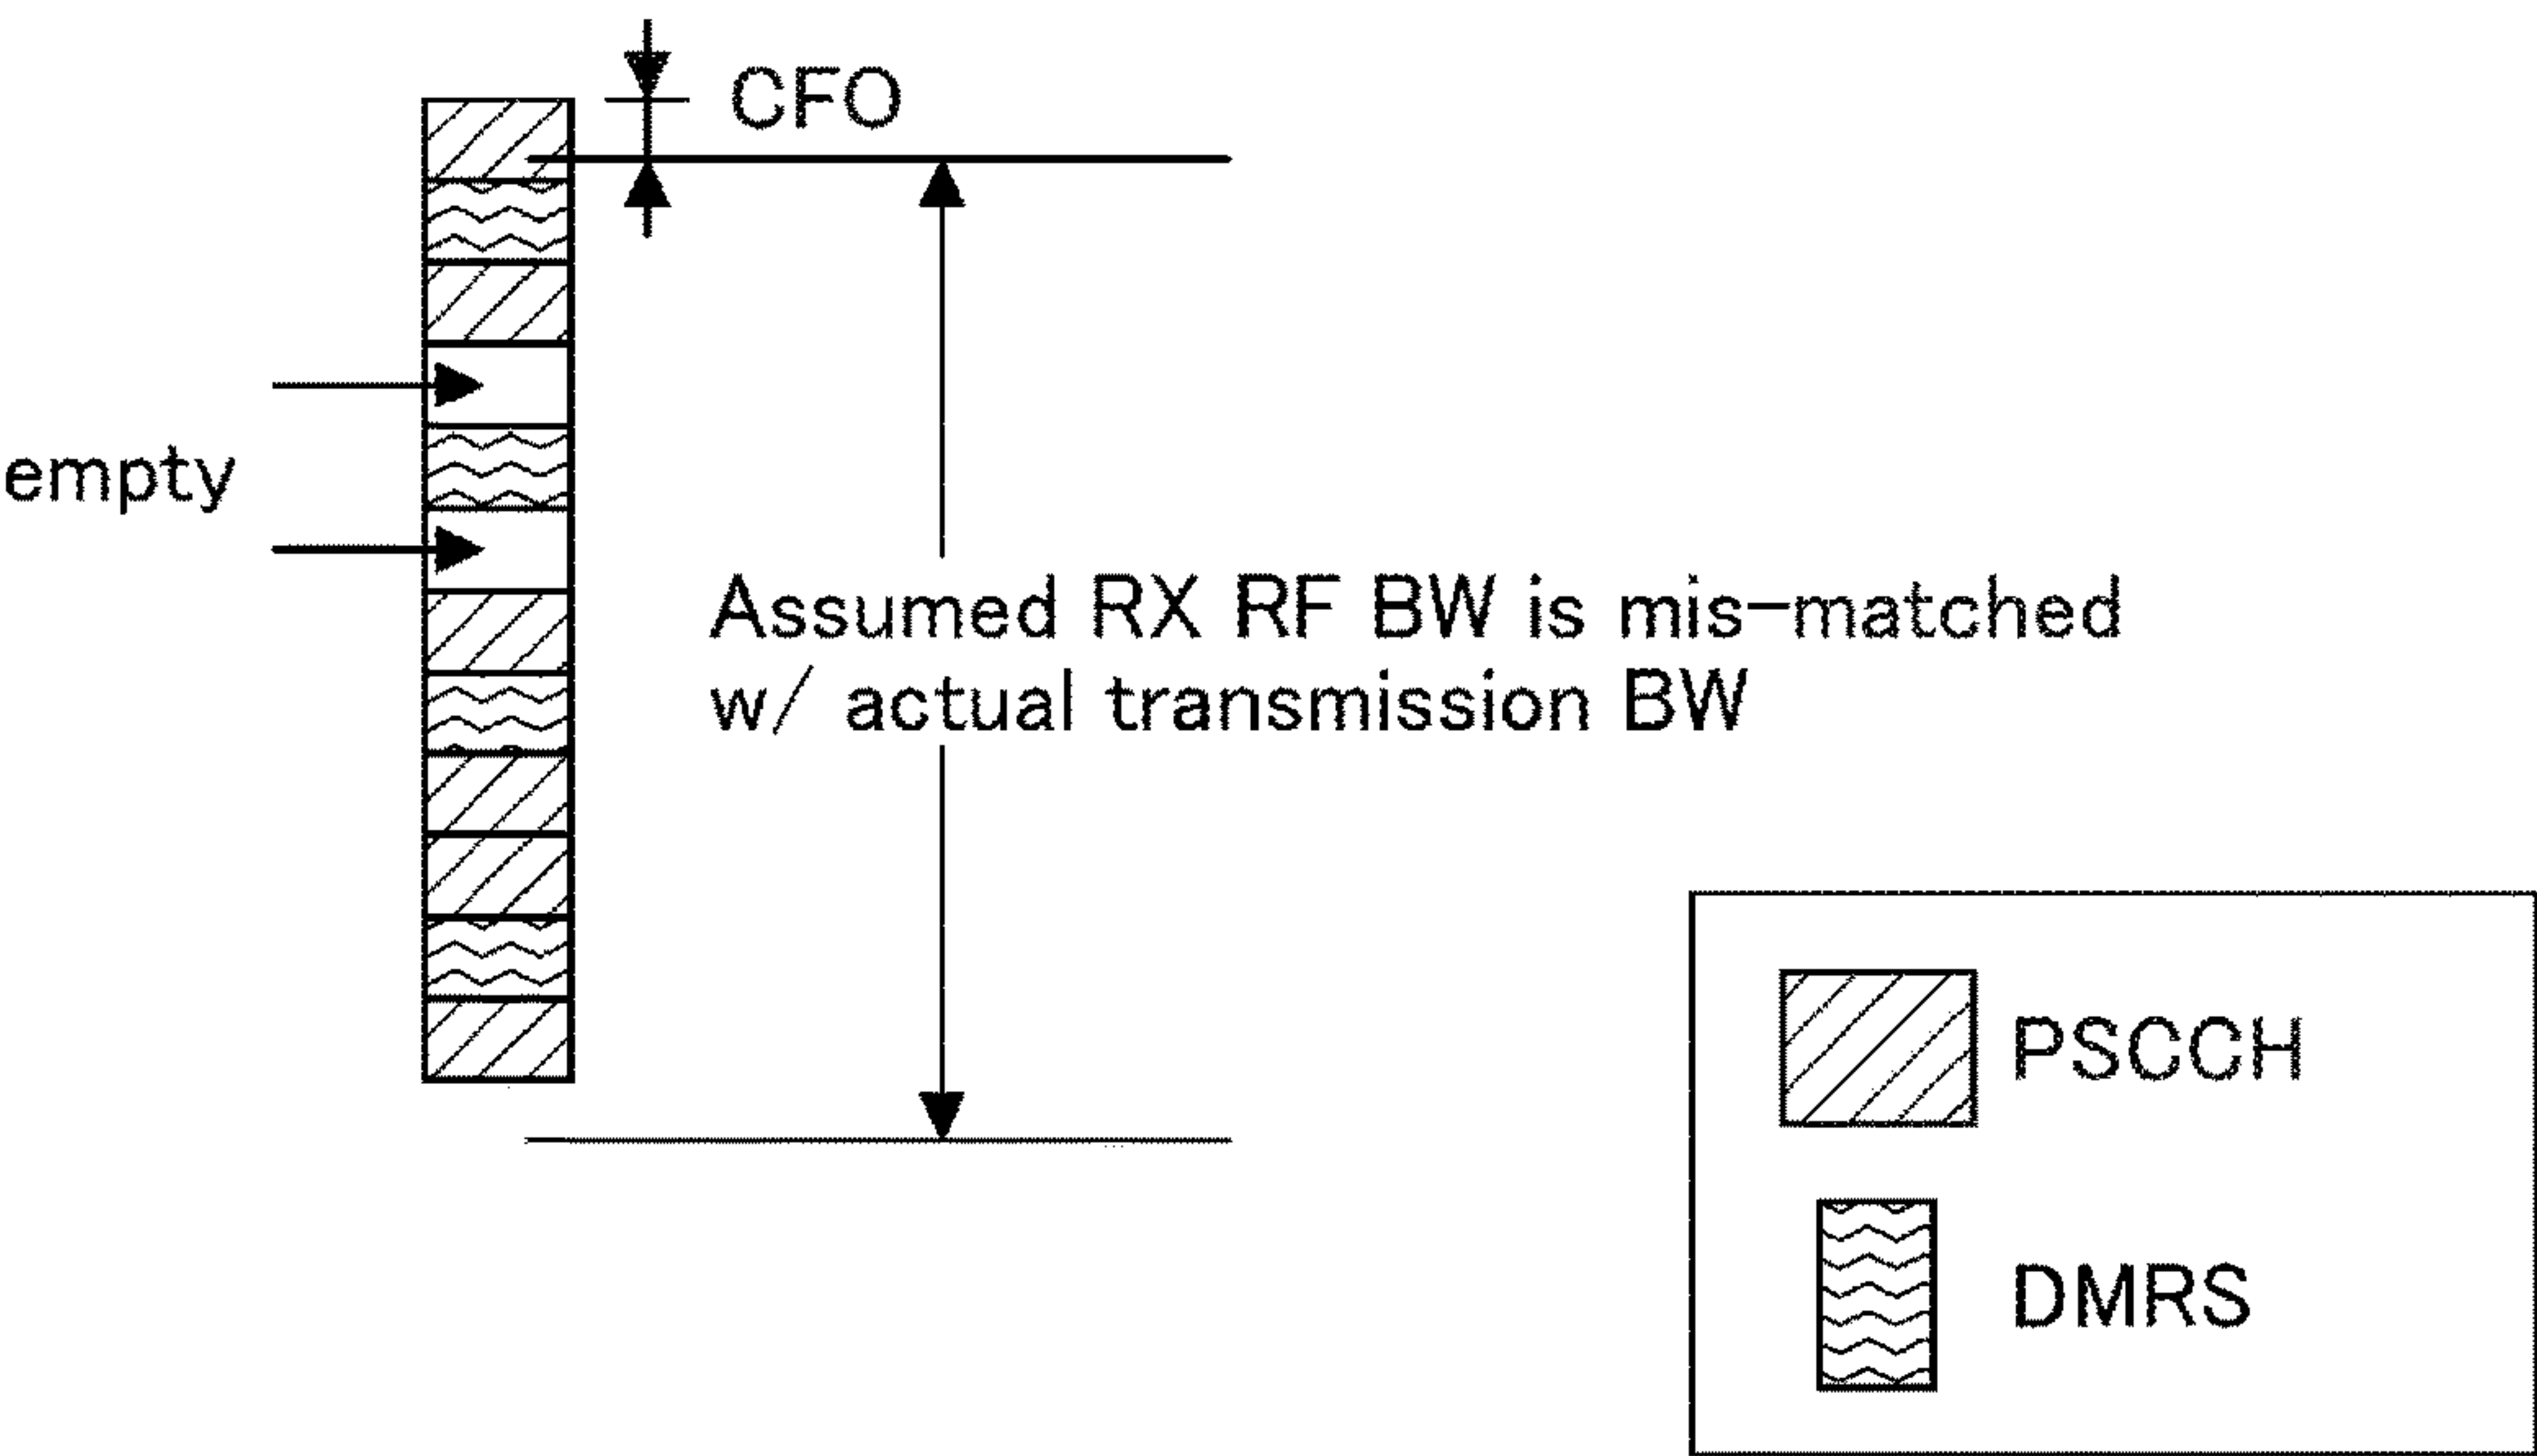 CFO
empty
Assumed RX RF BW is mis-matched
w/ actual transmission BW
PSCCH
DMRS